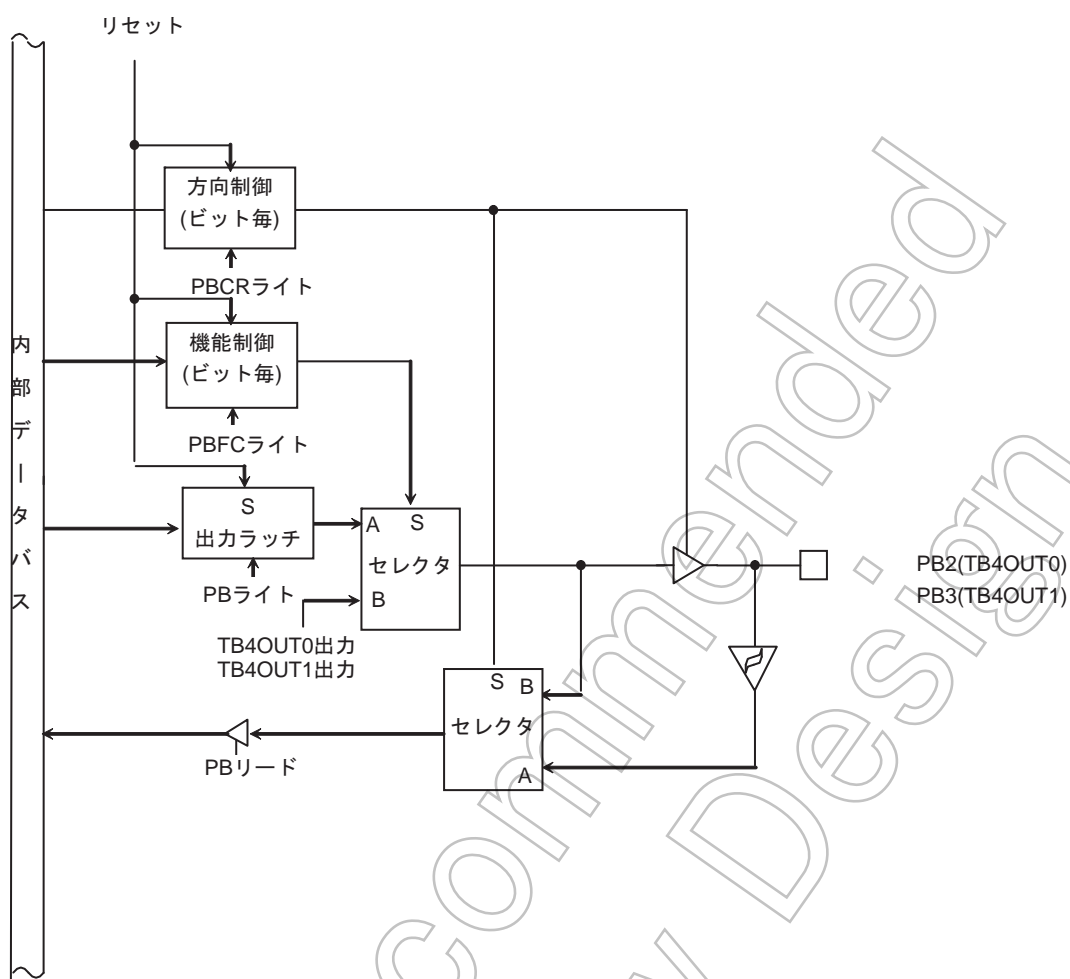 リセット
方向制御
(ビット毎)
PBCRライト
機能制御
(ビット毎)
PBFCライト
内部データバス
S
出力ラッチ
PBライト
A
S
セレクタ
B
TB4OUT0出力
TB4OUT1出力
PB2(TB4OUT0)
PB3(TB4OUT1)
S
B
セレクタ
A
PBリード
commended
Design